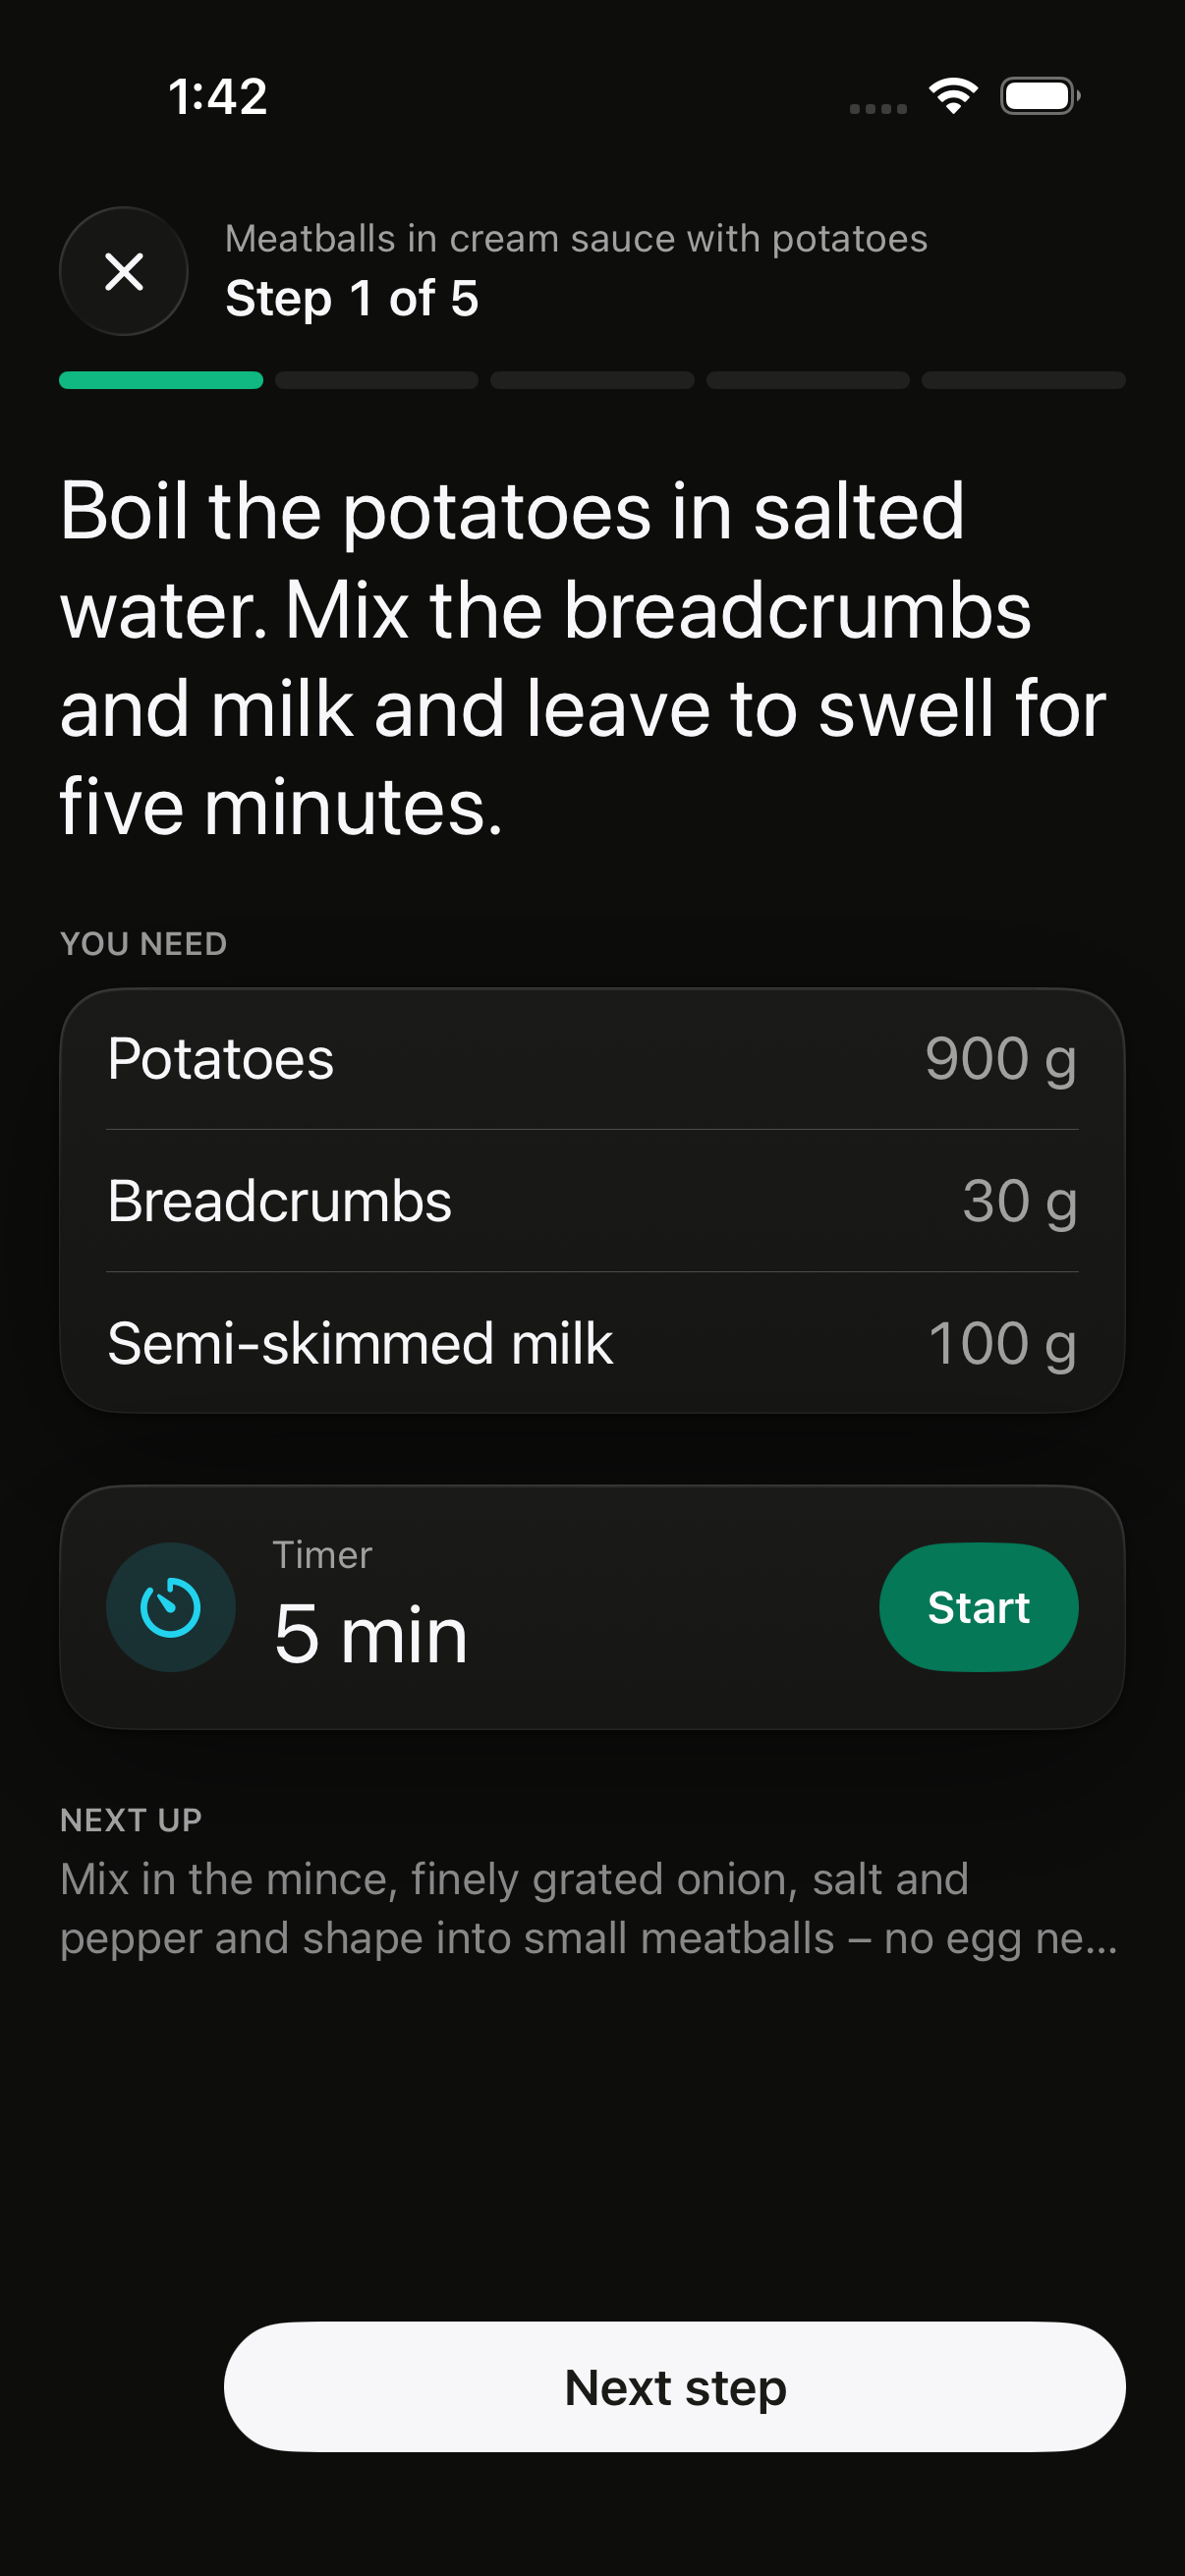 1:42
Meatballs in cream sauce with potatoes
Step 1 of 5
Boil the potatoes in salted
water. Mix the breadcrumbs
and milk and leave to swell for
five minutes.
YOU NEED
Potatoes 900 g
Breadcrumbs 30 g
Semi-skimmed milk 100 g
Timer
5 min
Start
NEXT UP
Mix in the mince, finely grated onion, salt and
pepper and shape into small meatballs – no egg ne...
Next step